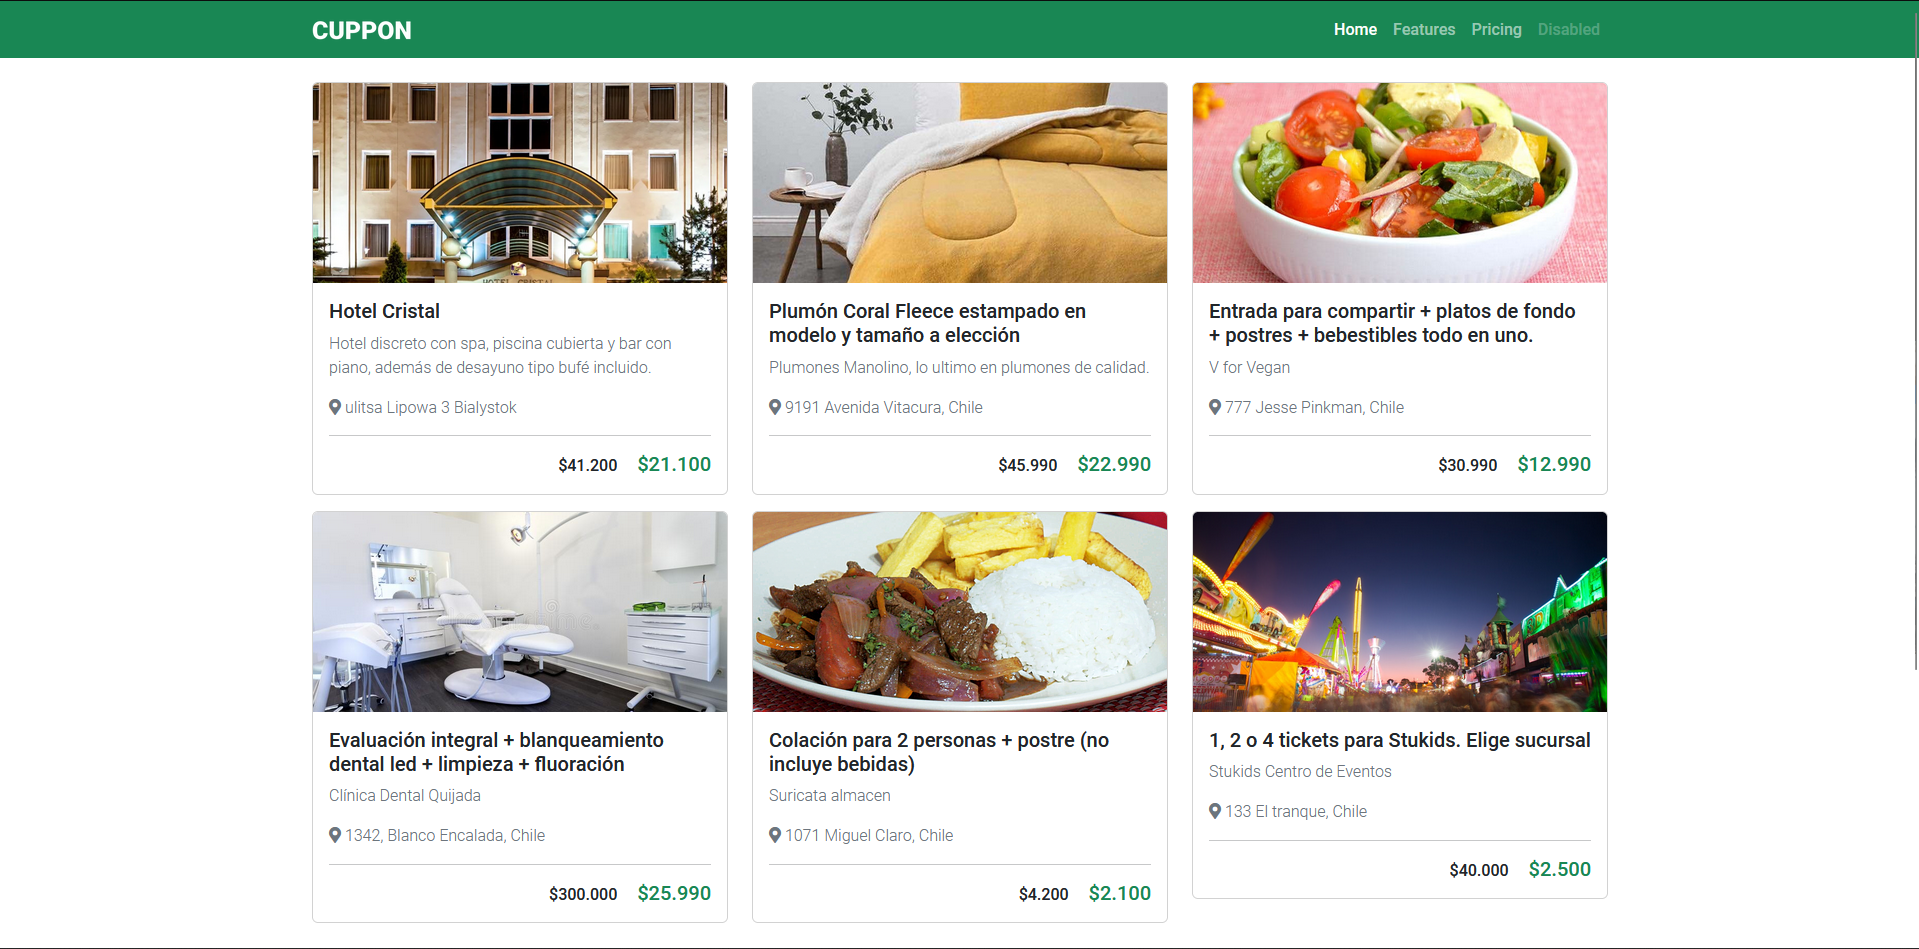 CUPPON
Home Features Pricing Disabled
HOTEL CRISTAL
Hotel Cristal
Hotel discreto con spa, piscina cubierta y bar con
piano, además de desayuno tipo bufé incluido.
ulitsa Lipowa 3 Bialystok
$41.200 $21.100
Plumón Coral Fleece estampado en
modelo y tamaño a elección
Plumones Manolino, lo ultimo en plumones de calidad.
9191 Avenida Vitacura, Chile
$45.990 $22.990
Entrada para compartir + platos de fondo
+ postres + bebestibles todo en uno.
V for Vegan
777 Jesse Pinkman, Chile
$30.990 $12.990
Evaluación integral + blanqueamiento
dental led + limpieza + fluoración
Clínica Dental Quijada
1342, Blanco Encalada, Chile
$300.000 $25.990
Colación para 2 personas + postre (no
incluye bebidas)
Suricata almacen
1071 Miguel Claro, Chile
$4.200 $2.100
1, 2 o 4 tickets para Stukids. Elige sucursal
Stukids Centro de Eventos
133 El tranque, Chile
$40.000 $2.500